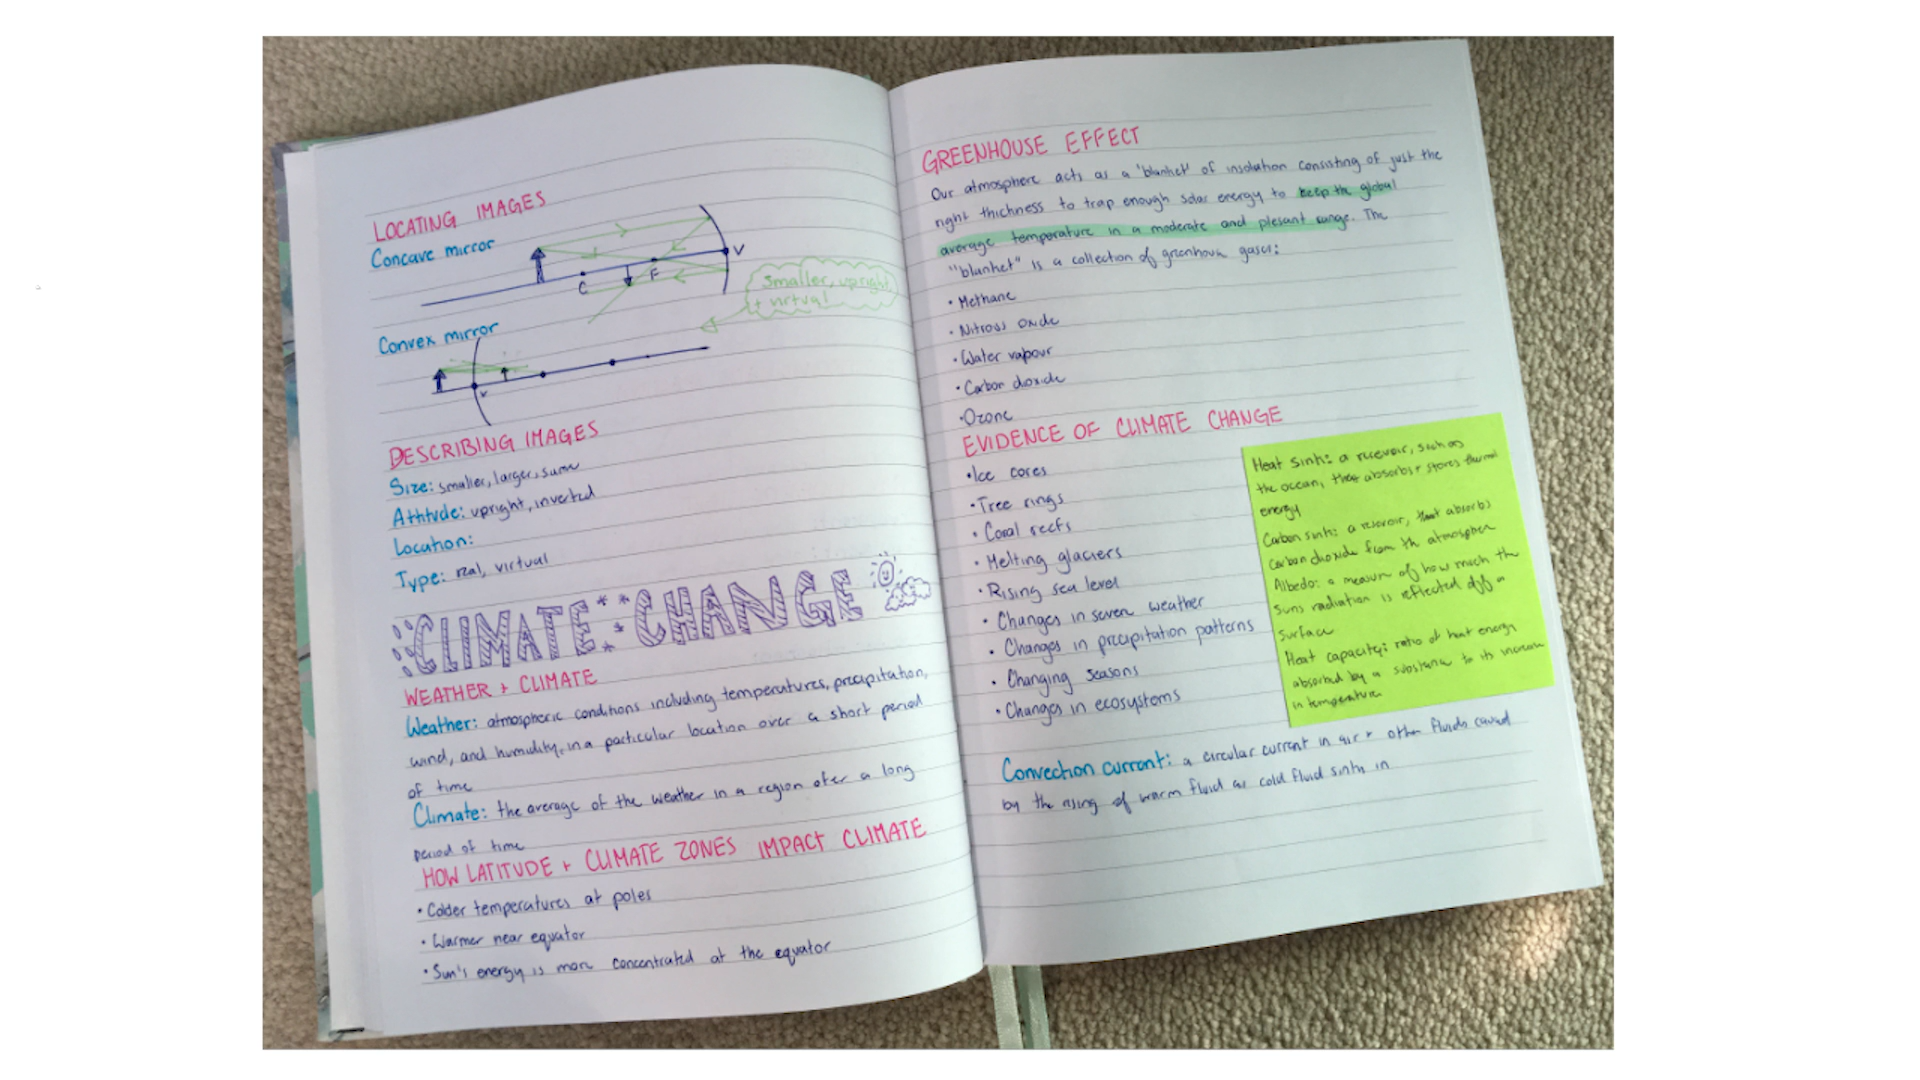 LOCATING IMAGES
Concave mirror
V
C
F
Smaller, upright,
+ virtual
Convex mirror
V
DESCRIBING IMAGES
Size: smaller, larger, same
Attitude: upright, inverted
Location:
Type: real, virtual
CLIMATE CHANGE
WEATHER + CLIMATE
Weather: atmospheric conditions including temperatures, precipitation,
wind, and humidity, in a particular location over a short period
of time
Climate: the average of the weather in a region ofer a long
period of time
HOW LATITUDE + CLIMATE ZONES IMPACT CLIMATE
• Colder temperatures at poles
• Warmer near equator
• Sun's energy is more concentrated at the equator
GREENHOUSE EFFECT
Our atmosphere acts as a 'blanket' of insolation consisting of just the
right thickness to trap enough solar energy to keep the global
average temperature in a moderate and plesant range. The
"blanket" is a collection of greenhouse gases:
• Methane
• Nitrous oxide
• Water vapour
• Carbon dioxide
• Ozone
EVIDENCE OF CLIMATE CHANGE
• Ice cores
• Tree rings
• Coral reefs
• Melting glaciers
• Rising sea level
• Changes in severe weather
• Changes in precipitation patterns
• Changing seasons
• Changes in ecosystems
Heat sink: a recevoir, such as
the ocean, that absorbs + stores thermal
energy
Carbon sink: a resevoir, that absorbs
carbon dioxide from the atmosphere
Albedo: a measure of how much the
suns radiation is reflected off a
surface
Heat capacity: ratio of heat energy
absorbed by a substance to its increase
in temperature
Convection current: a circular current in air + other fluids caused
by the rising of warm fluid as cold fluid sinks in